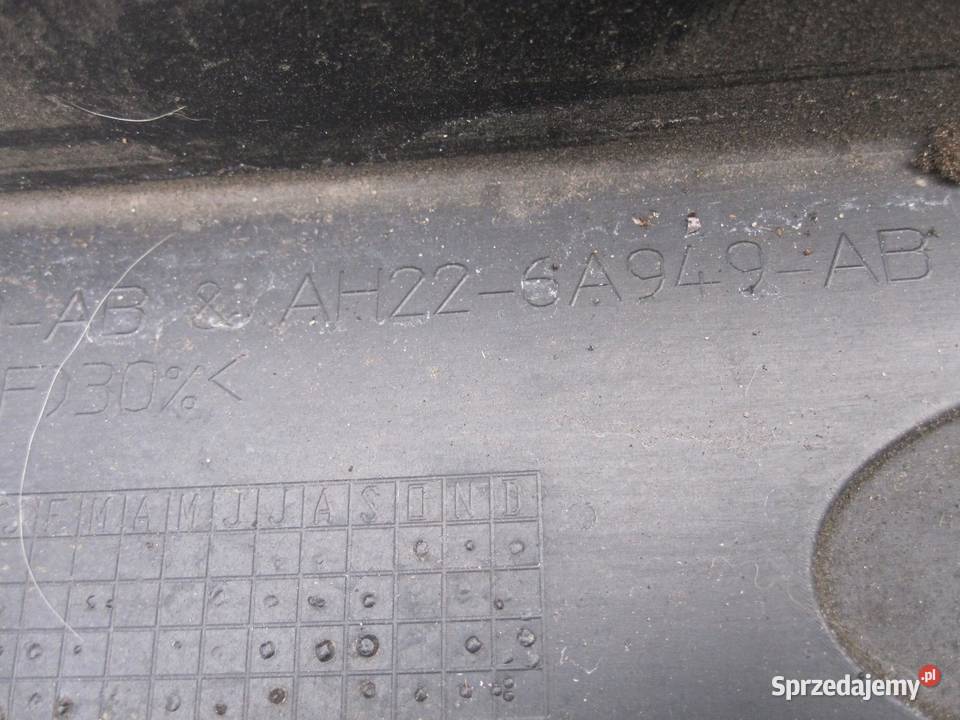 -AB & AH22-6A949-AB
F)30%<
J F M A M J J A S O N D
Sprzedajemy.pl